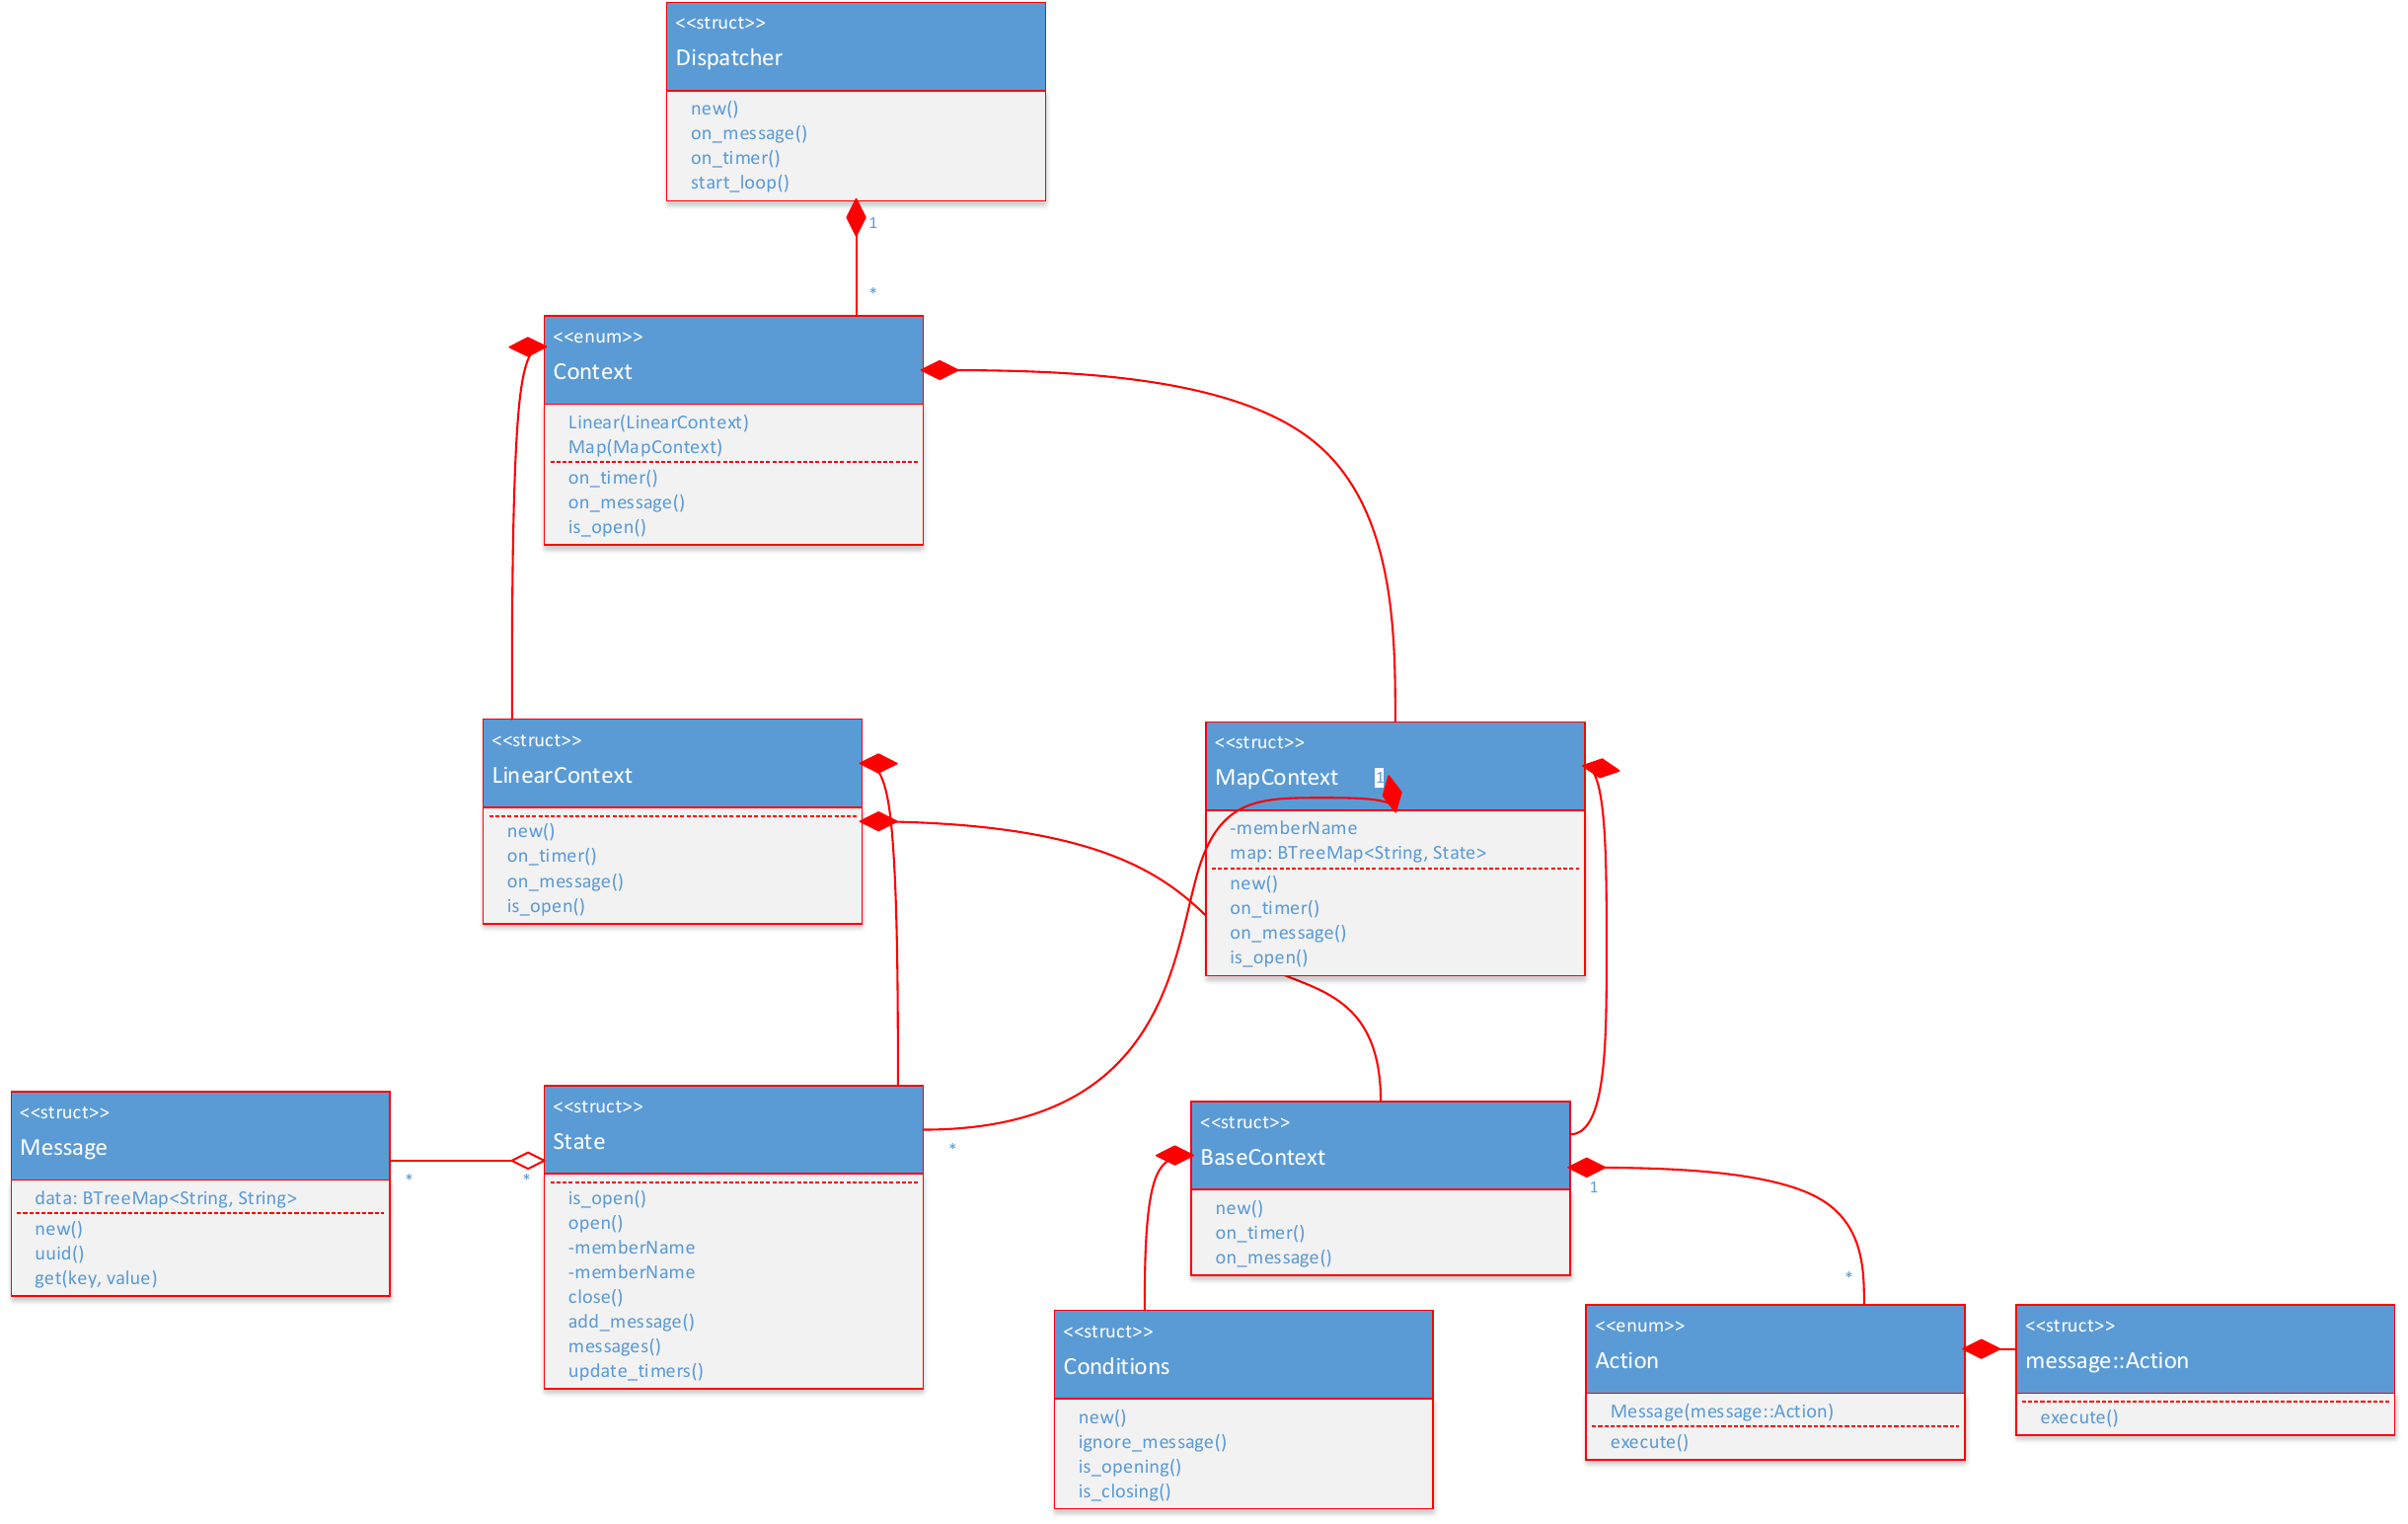 <<struct>>
Dispatcher
new()
on_message()
on_timer()
start_loop()
1
*
<<enum>>
Context
Linear(LinearContext)
Map(MapContext)
on_timer()
on_message()
is_open()
<<struct>>
LinearContext
new()
on_timer()
on_message()
is_open()
<<struct>>
MapContext
1
-memberName
map: BTreeMap<String, State>
new()
on_timer()
on_message()
is_open()
<<struct>>
Message
data: BTreeMap<String, String>
new()
uuid()
get(key, value)
*
*
<<struct>>
State
is_open()
open()
-memberName
-memberName
close()
add_message()
messages()
update_timers()
*
<<struct>>
BaseContext
new()
on_timer()
on_message()
1
*
<<struct>>
Conditions
new()
ignore_message()
is_opening()
is_closing()
<<enum>>
Action
Message(message::Action)
execute()
<<struct>>
message::Action
execute()